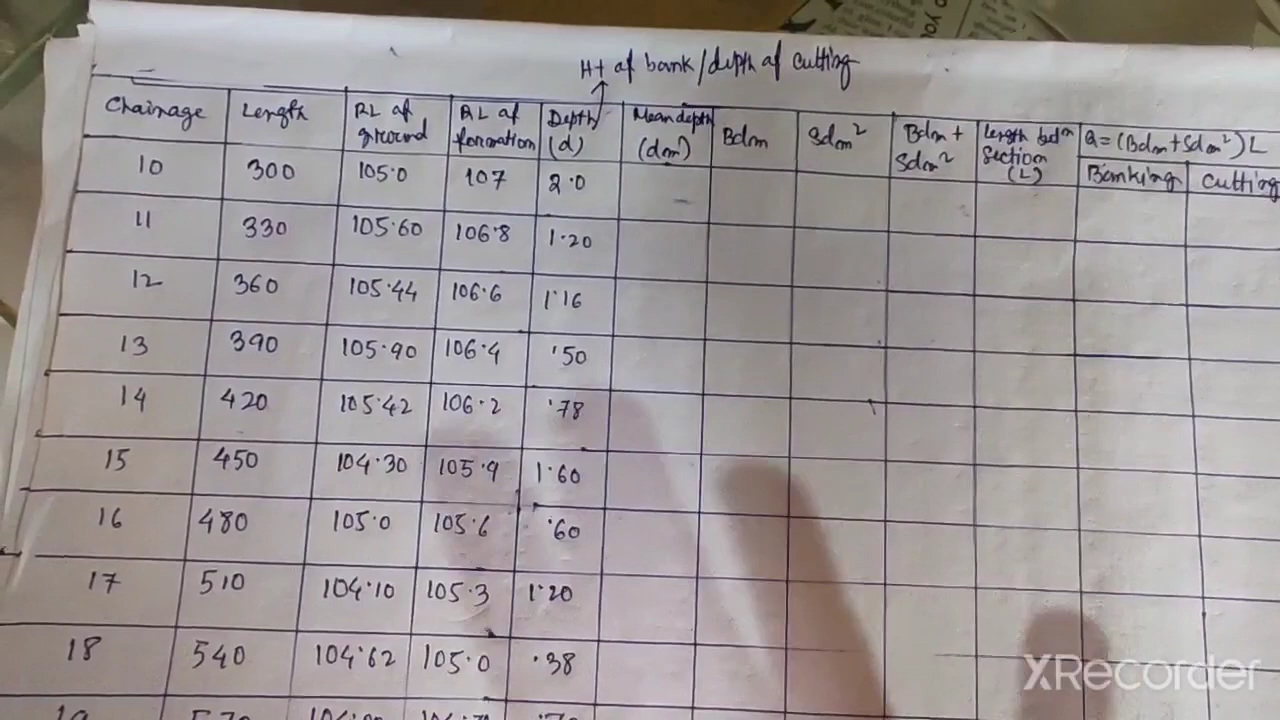 Ht of bank/depth of cutting
Chainage Length RL of ground RL of formation Depth (d) Mean depth (dm) Bdm Sdm² Bdm + Sdm² Length betn Section (L) Q = (Bdm + Sdm²) L Banking Cutting
10 300 105.0 107 2.0 –
11 330 105.60 106.8 1.20
12 360 105.44 106.6 1.16
13 390 105.90 106.4 .50
14 420 105.42 106.2 .78
15 450 104.30 105.9 1.60
16 480 105.0 105.6 .60
17 510 104.10 105.3 1.20
18 540 104.62 105.0 .38
XRecorder